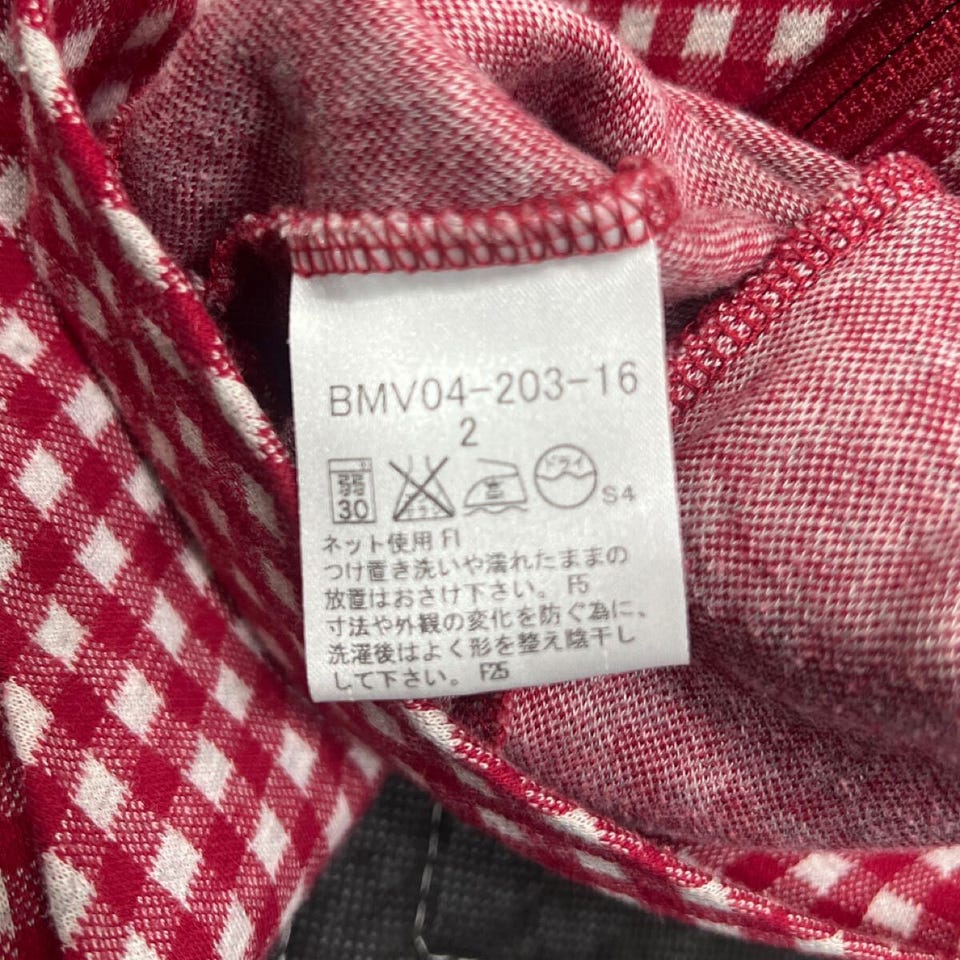 BMV04-203-16
2
弱 30 ドライ S4
ネット使用 F1
つけ置き洗いや濡れたままの
放置はおさけ下さい。 F5
寸法や外観の変化を防ぐ為に、
洗濯後はよく形を整え陰干し
して下さい。 F25